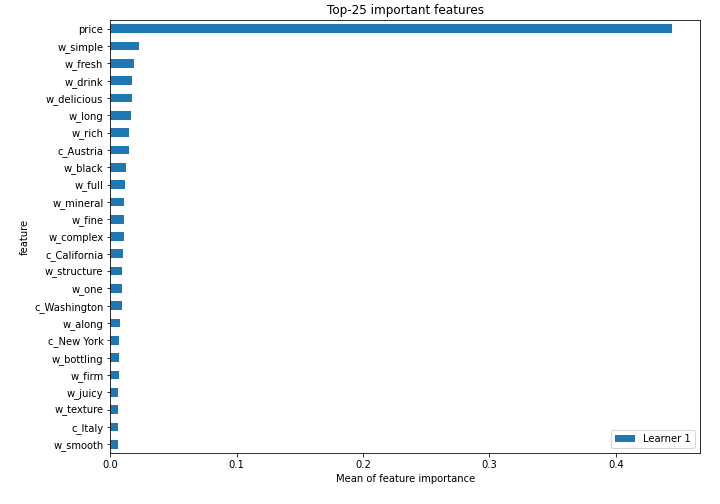 Top-25 important features
price
w_simple
w_fresh
w_drink
w_delicious
w_long
w_rich
c_Austria
w_black
w_full
w_mineral
w_fine
w_complex
c_California
w_structure
w_one
c_Washington
w_along
c_New York
w_bottling
w_firm
w_juicy
w_texture
c_Italy
w_smooth
feature
Learner 1
0.0 0.1 0.2 0.3 0.4
Mean of feature importance